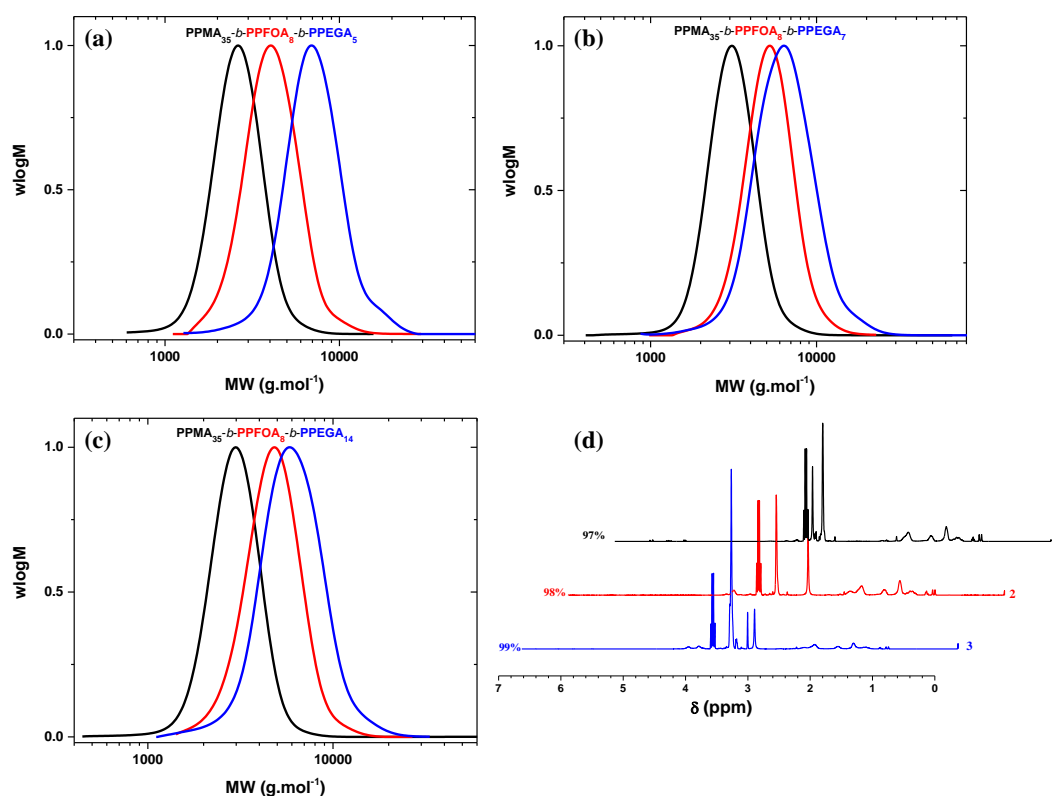 (a)
PPMA35-b-PPFOA8-b-PPEGA5
1.0
0.5
0.0
wlogM
1000 10000
MW (g.mol-1)
(b)
PPMA35-b-PPFOA8-b-PPEGA7
1.0
0.5
0.0
wlogM
1000 10000
MW (g.mol-1)
(c)
PPMA35-b-PPFOA8-b-PPEGA14
1.0
0.5
0.0
wlogM
1000 10000
MW (g.mol-1)
(d)
97%
98% 2
99% 3
7 6 5 4 3 2 1 0
δ (ppm)